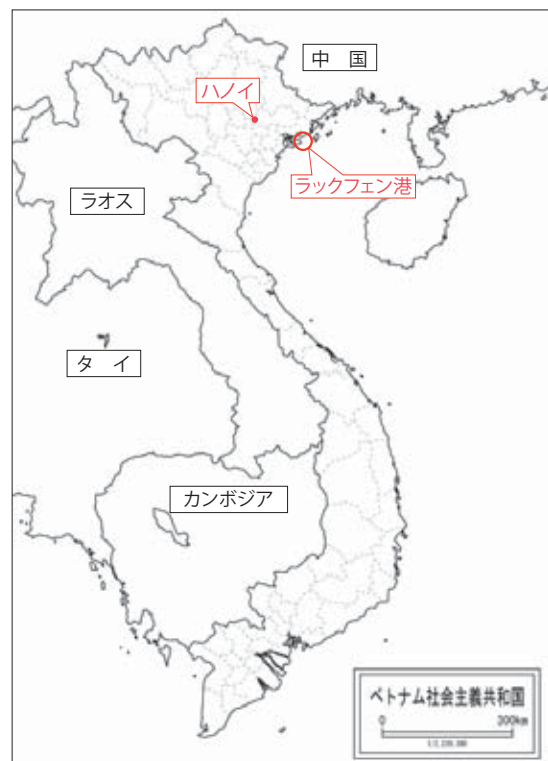 中　国
ハノイ
ラックフェン港
ラオス
タ　イ
カンボジア
ベトナム社会主義共和国
0 300km